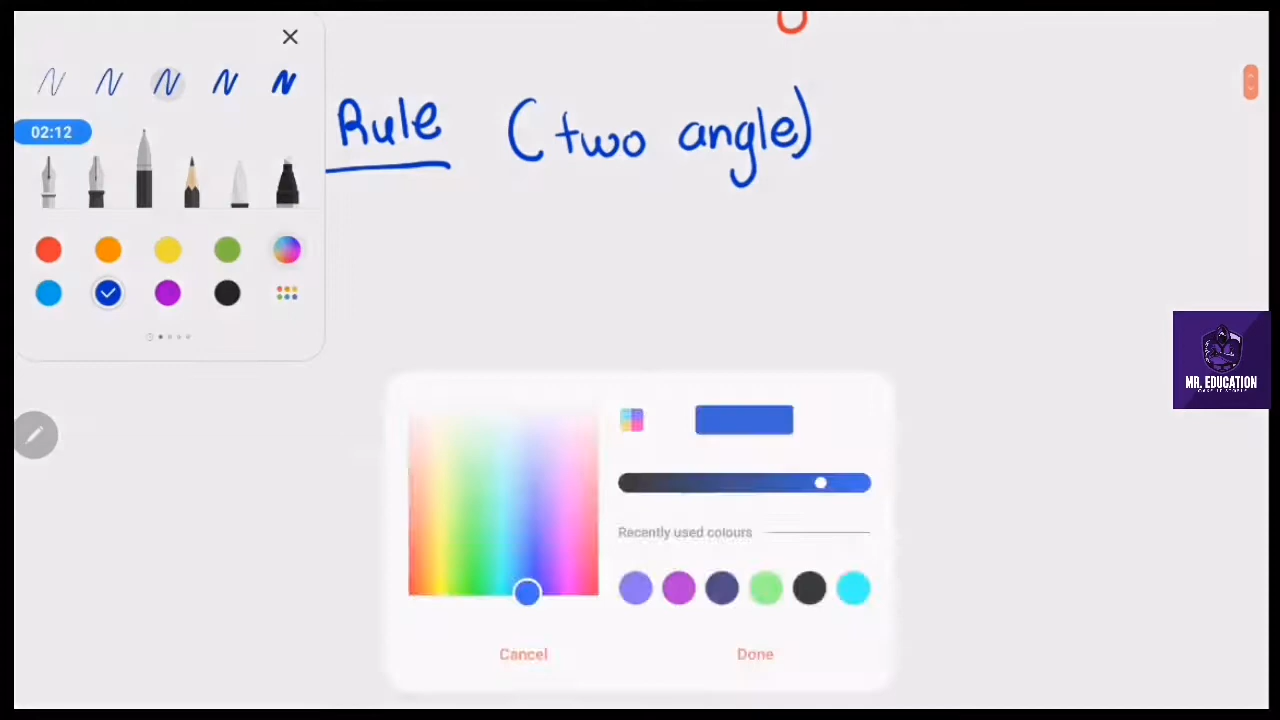 02:12
Rule (two angle)
MR. EDUCATION
Recently used colours
Cancel
Done